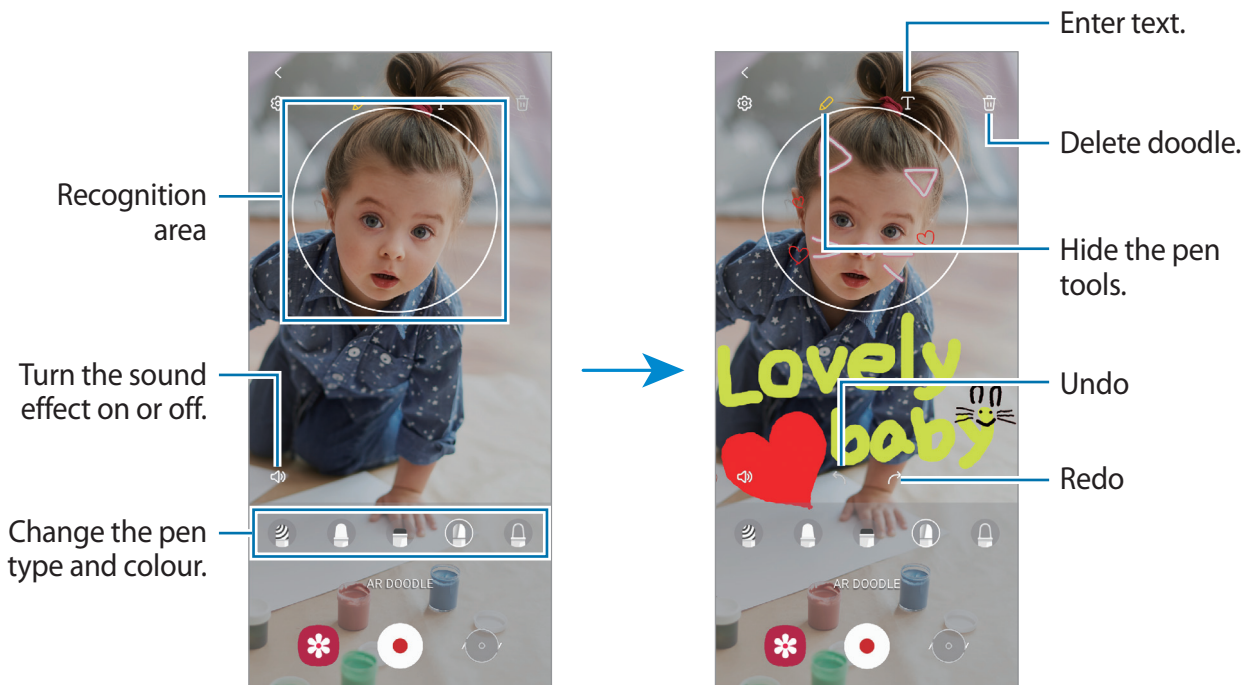 Enter text.
Delete doodle.
Recognition
area
Hide the pen
tools.
Turn the sound
effect on or off.
Lovely
baby
Undo
Redo
Change the pen
type and colour.
AR DOODLE
AR DOODLE